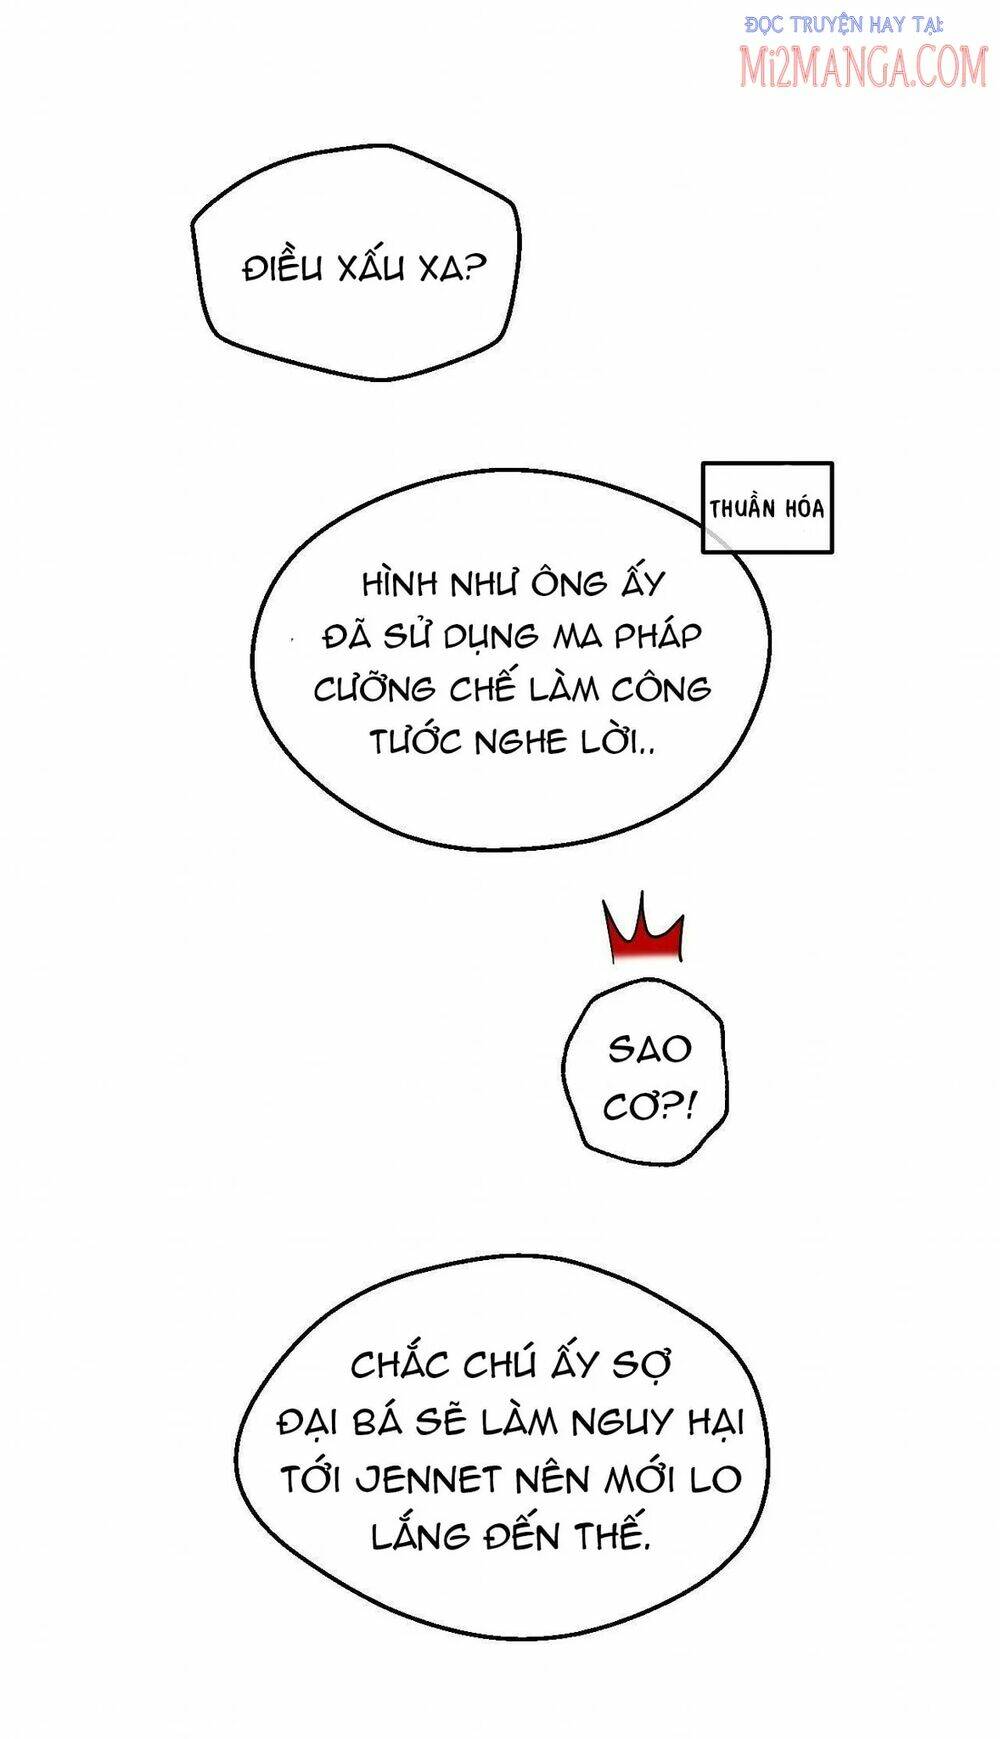 ĐỌC TRUYỆN HAY TẠI:
MI2MANGA.COM
ĐIỀU XẤU XA?
THUẦN HÓA
HÌNH NHƯ ÔNG ẤY
ĐÃ SỬ DỤNG MA PHÁP
CƯỠNG CHẾ LÀM CÔNG
TƯỚC NGHE LỜI..
SAO
CƠ?!
CHẮC CHÚ ẤY SỢ
ĐẠI BÁ SẼ LÀM NGUY HẠI
TỚI JENNET NÊN MỚI LO
LẮNG ĐẾN THẾ.